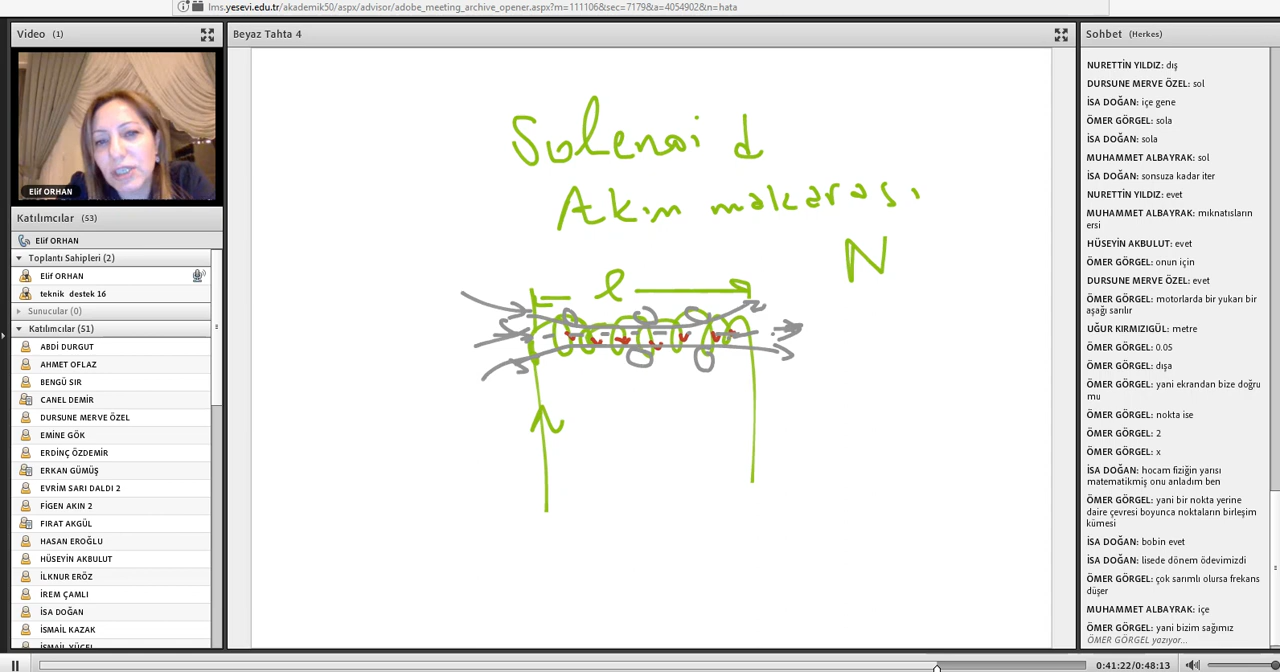 lms.yesevi.edu.tr/akademik50/aspx/advisor/adobe_meeting_archive_opener.aspx?m=111106&sec=7179&a=4054902&n=hata
Video (1)
Elif ORHAN
Katılımcılar (53)
Elif ORHAN
Toplantı Sahipleri (2)
Elif ORHAN
teknik destek 16
Sunucular (0)
Katılımcılar (51)
ABDİ DURGUT
AHMET OFLAZ
BENGÜ SIR
CANEL DEMİR
DURSUNE MERVE ÖZEL
EMİNE GÖK
ERDİNÇ ÖZDEMİR
ERKAN GÜMÜŞ
EVRİM SARI DALDI 2
FİGEN AKIN 2
FIRAT AKGÜL
HASAN EROĞLU
HÜSEYİN AKBULUT
İLKNUR ERÖZ
İREM ÇAMLI
İSA DOĞAN
İSMAİL KAZAK
İSMAİL YÜCEL
Beyaz Tahta 4
Solenoid
Akım makarası
N
l
Sohbet (Herkes)
NURETTİN YILDIZ: dış
DURSUNE MERVE ÖZEL: sol
İSA DOĞAN: içe gene
ÖMER GÖRGEL: sola
İSA DOĞAN: sola
MUHAMMET ALBAYRAK: sol
İSA DOĞAN: sonsuza kadar iter
NURETTİN YILDIZ: evet
MUHAMMET ALBAYRAK: mıknatısların
ersi
HÜSEYİN AKBULUT: evet
ÖMER GÖRGEL: onun için
DURSUNE MERVE ÖZEL: evet
ÖMER GÖRGEL: motorlarda bir yukarı bir
aşağı sarılır
UĞUR KIRMIZIGÜL: metre
ÖMER GÖRGEL: 0.05
ÖMER GÖRGEL: dışa
ÖMER GÖRGEL: yani ekrandan bize doğru
mu
ÖMER GÖRGEL: nokta ise
ÖMER GÖRGEL: 2
ÖMER GÖRGEL: x
İSA DOĞAN: hocam fiziğin yarısı
matematikmiş onu anladım ben
ÖMER GÖRGEL: yani bir nokta yerine
daire çevresi boyunca noktaların birleşim
kümesi
İSA DOĞAN: bobin evet
İSA DOĞAN: lisede dönem ödevimizdi
ÖMER GÖRGEL: çok sarımlı olursa frekans
düşer
MUHAMMET ALBAYRAK: içe
ÖMER GÖRGEL: yani bizim sağımız
ÖMER GÖRGEL yazıyor...
0:41:22/0:48:13